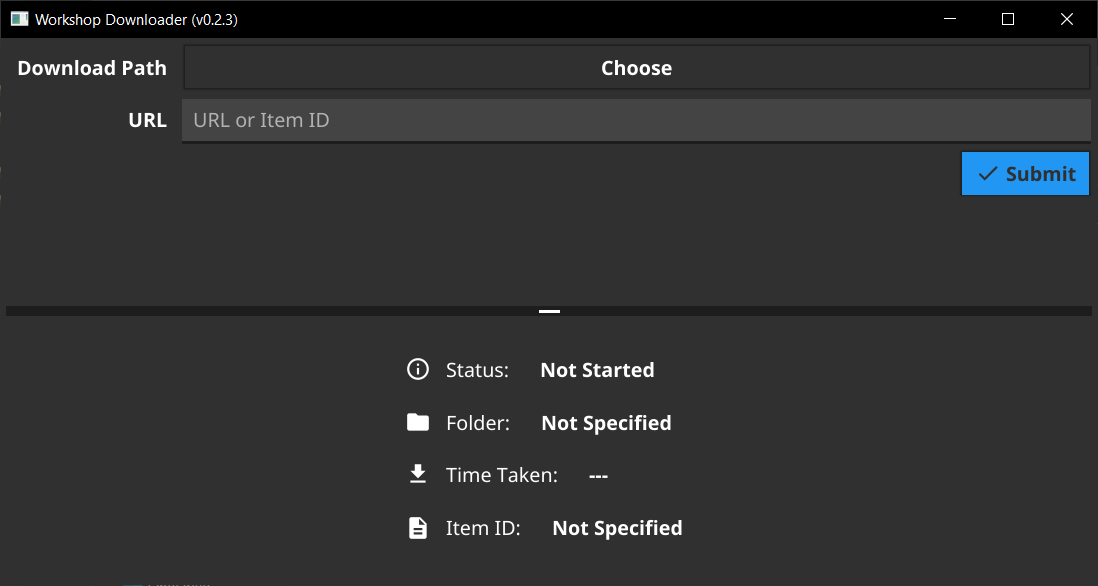 Workshop Downloader (v0.2.3)
Download Path Choose
URL URL or Item ID
Submit
Status: Not Started
Folder: Not Specified
Time Taken: ---
Item ID: Not Specified